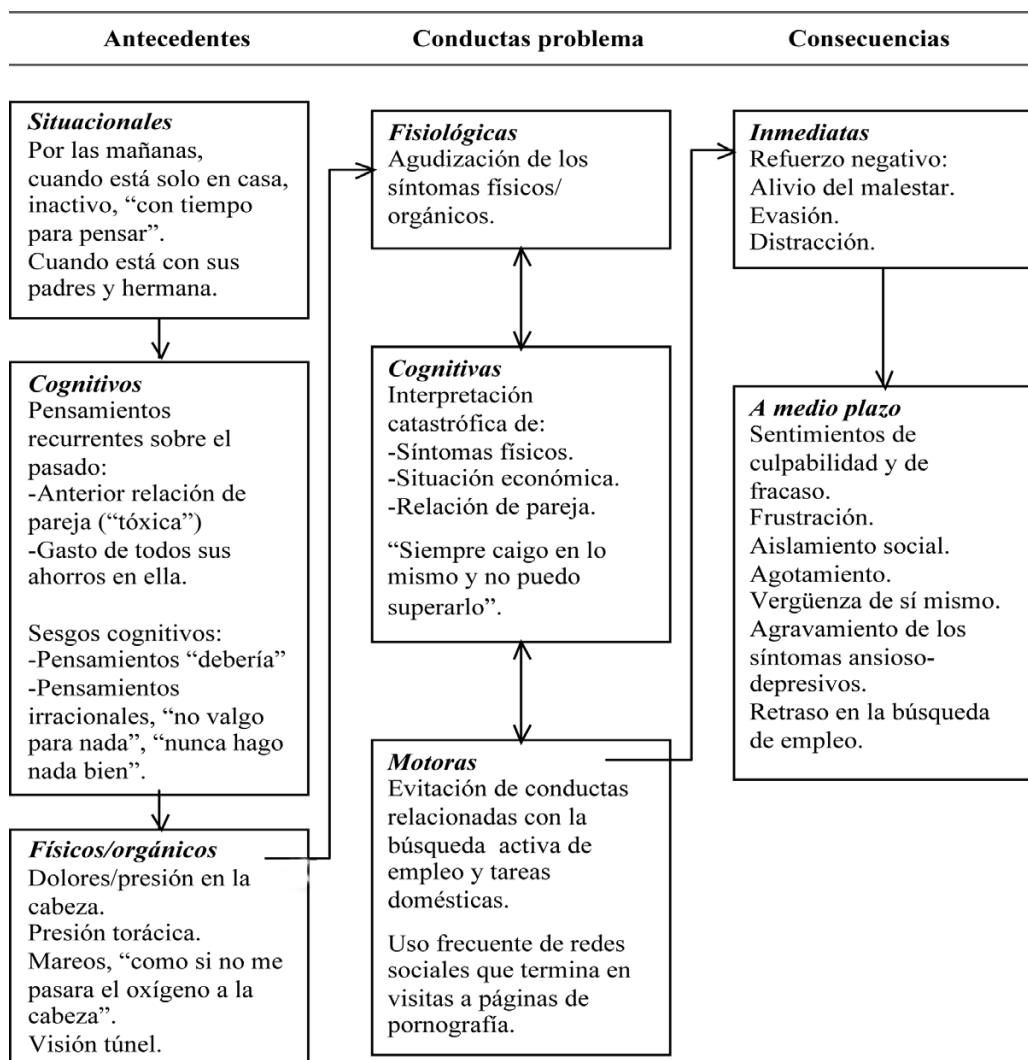 Antecedentes
Conductas problema
Consecuencias
Situacionales
Por las mañanas,
cuando está solo en casa,
inactivo, “con tiempo
para pensar”.
Cuando está con sus
padres y hermana.
Cognitivos
Pensamientos
recurrentes sobre el
pasado:
-Anterior relación de
pareja (“tóxica”)
-Gasto de todos sus
ahorros en ella.
Sesgos cognitivos:
-Pensamientos “debería”
-Pensamientos
irracionales, “no valgo
para nada”, “nunca hago
nada bien”.
Físicos/orgánicos
Dolores/presión en la
cabeza.
Presión torácica.
Mareos, “como si no me
pasara el oxígeno a la
cabeza”.
Visión túnel.
Fisiológicas
Agudización de los
síntomas físicos/
orgánicos.
Cognitivas
Interpretación
catastrófica de:
-Síntomas físicos.
-Situación económica.
-Relación de pareja.
“Siempre caigo en lo
mismo y no puedo
superarlo”.
Motoras
Evitación de conductas
relacionadas con la
búsqueda activa de
empleo y tareas
domésticas.
Uso frecuente de redes
sociales que termina en
visitas a páginas de
pornografía.
Inmediatas
Refuerzo negativo:
Alivio del malestar.
Evasión.
Distracción.
A medio plazo
Sentimientos de
culpabilidad y de
fracaso.
Frustración.
Aislamiento social.
Agotamiento.
Vergüenza de sí mismo.
Agravamiento de los
síntomas ansioso-
depresivos.
Retraso en la búsqueda
de empleo.